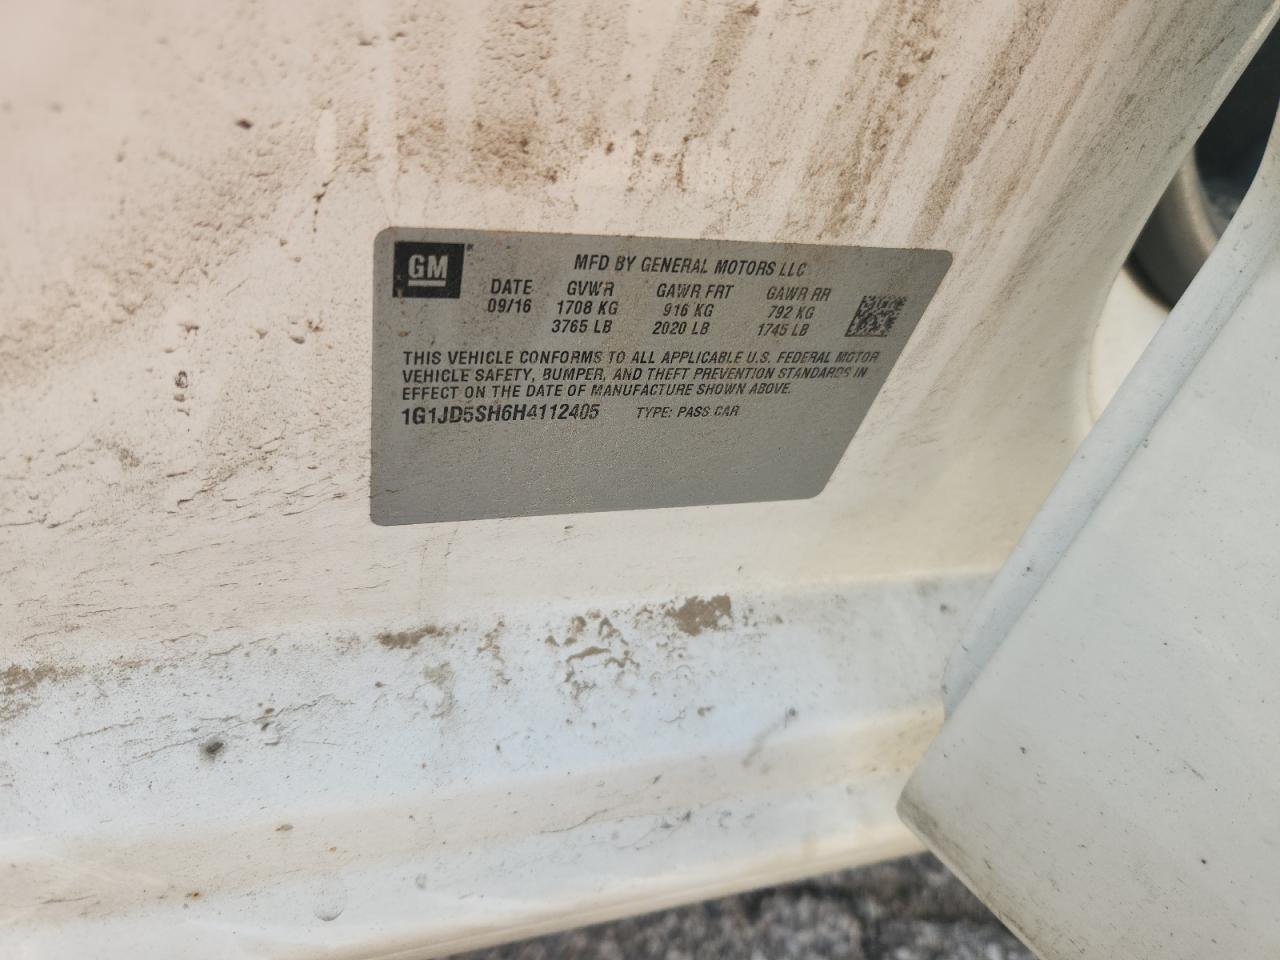 GM
MFD BY GENERAL MOTORS LLC
DATE GVWR GAWR FRT GAWR RR
09/16 1708 KG 916 KG 792 KG
3765 LB 2020 LB 1745 LB
THIS VEHICLE CONFORMS TO ALL APPLICABLE U.S. FEDERAL MOTOR
VEHICLE SAFETY, BUMPER, AND THEFT PREVENTION STANDARDS IN
EFFECT ON THE DATE OF MANUFACTURE SHOWN ABOVE.
1G1JD5SH6H4112405 TYPE: PASS CAR